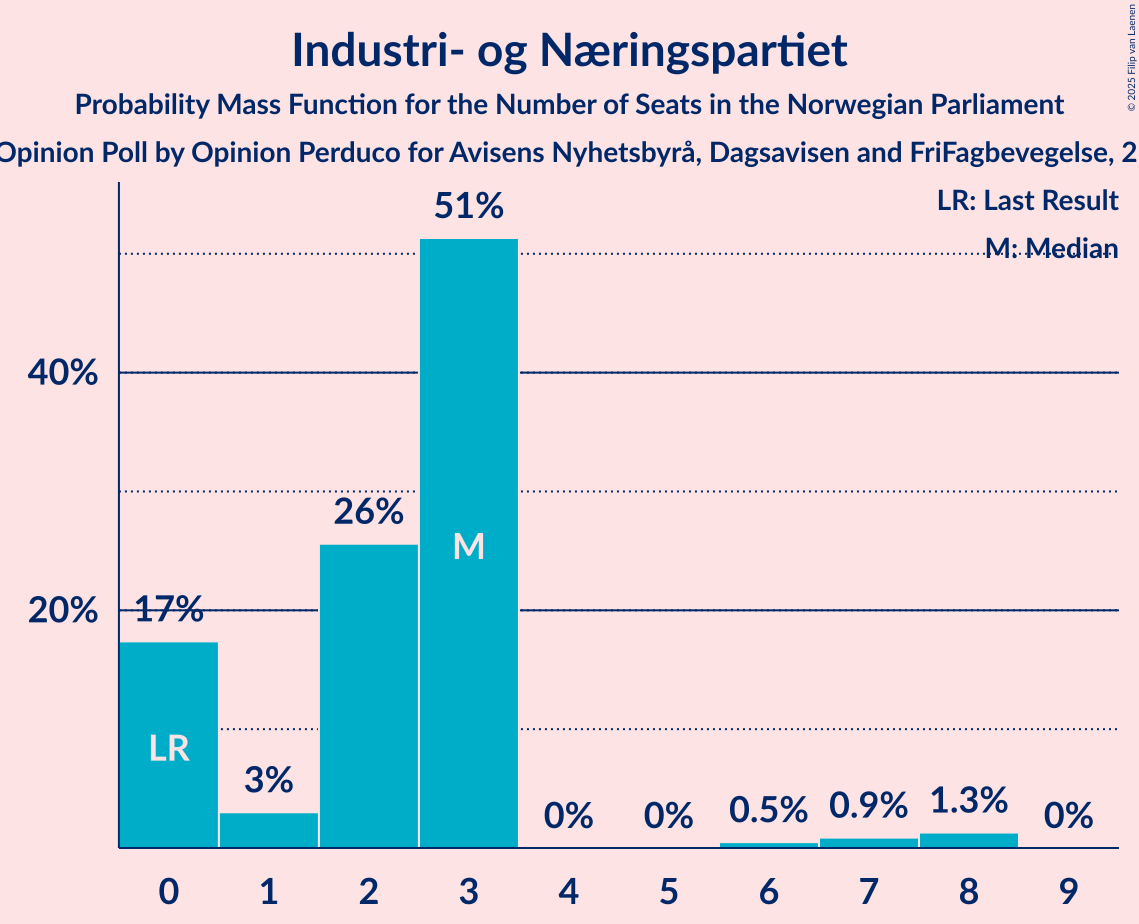 Industri- og Næringspartiet
Probability Mass Function for the Number of Seats in the Norwegian Parliament
Opinion Poll by Opinion Perduco for Avisens Nyhetsbyrå, Dagsavisen and FriFagbevegelse, 2
© 2025 Filip van Laenen
LR: Last Result
M: Median
51%
40%
26%
M
20%
17%
LR
3%
0%
0%
0.5%
0.9%
1.3%
0%
0 1 2 3 4 5 6 7 8 9